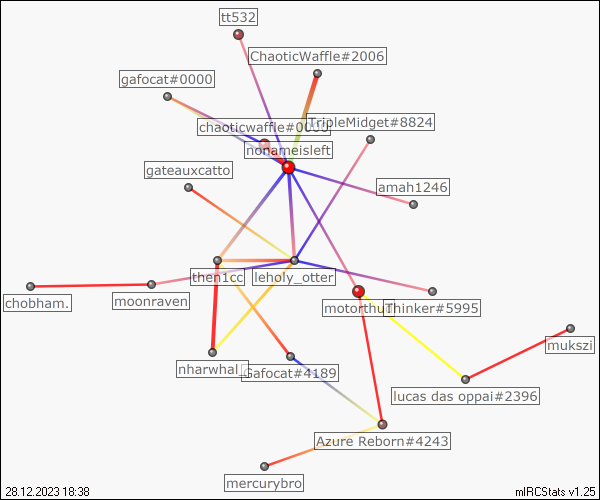 tt532
ChaoticWaffle#2006
gafocat#0000
TripleMidget#8824
chaoticwaffle#0000
nonameisleft
gateauxcatto
amah1246
then1cc
leholy_otter
chobham.
moonraven
Thinker#5995
mukszi
nharwhal_
Gafocat#4189
lucas das oppai#2396
Azure Reborn#4243
mercurybro
28.12.2023 18:38
mIRCStats v1.25